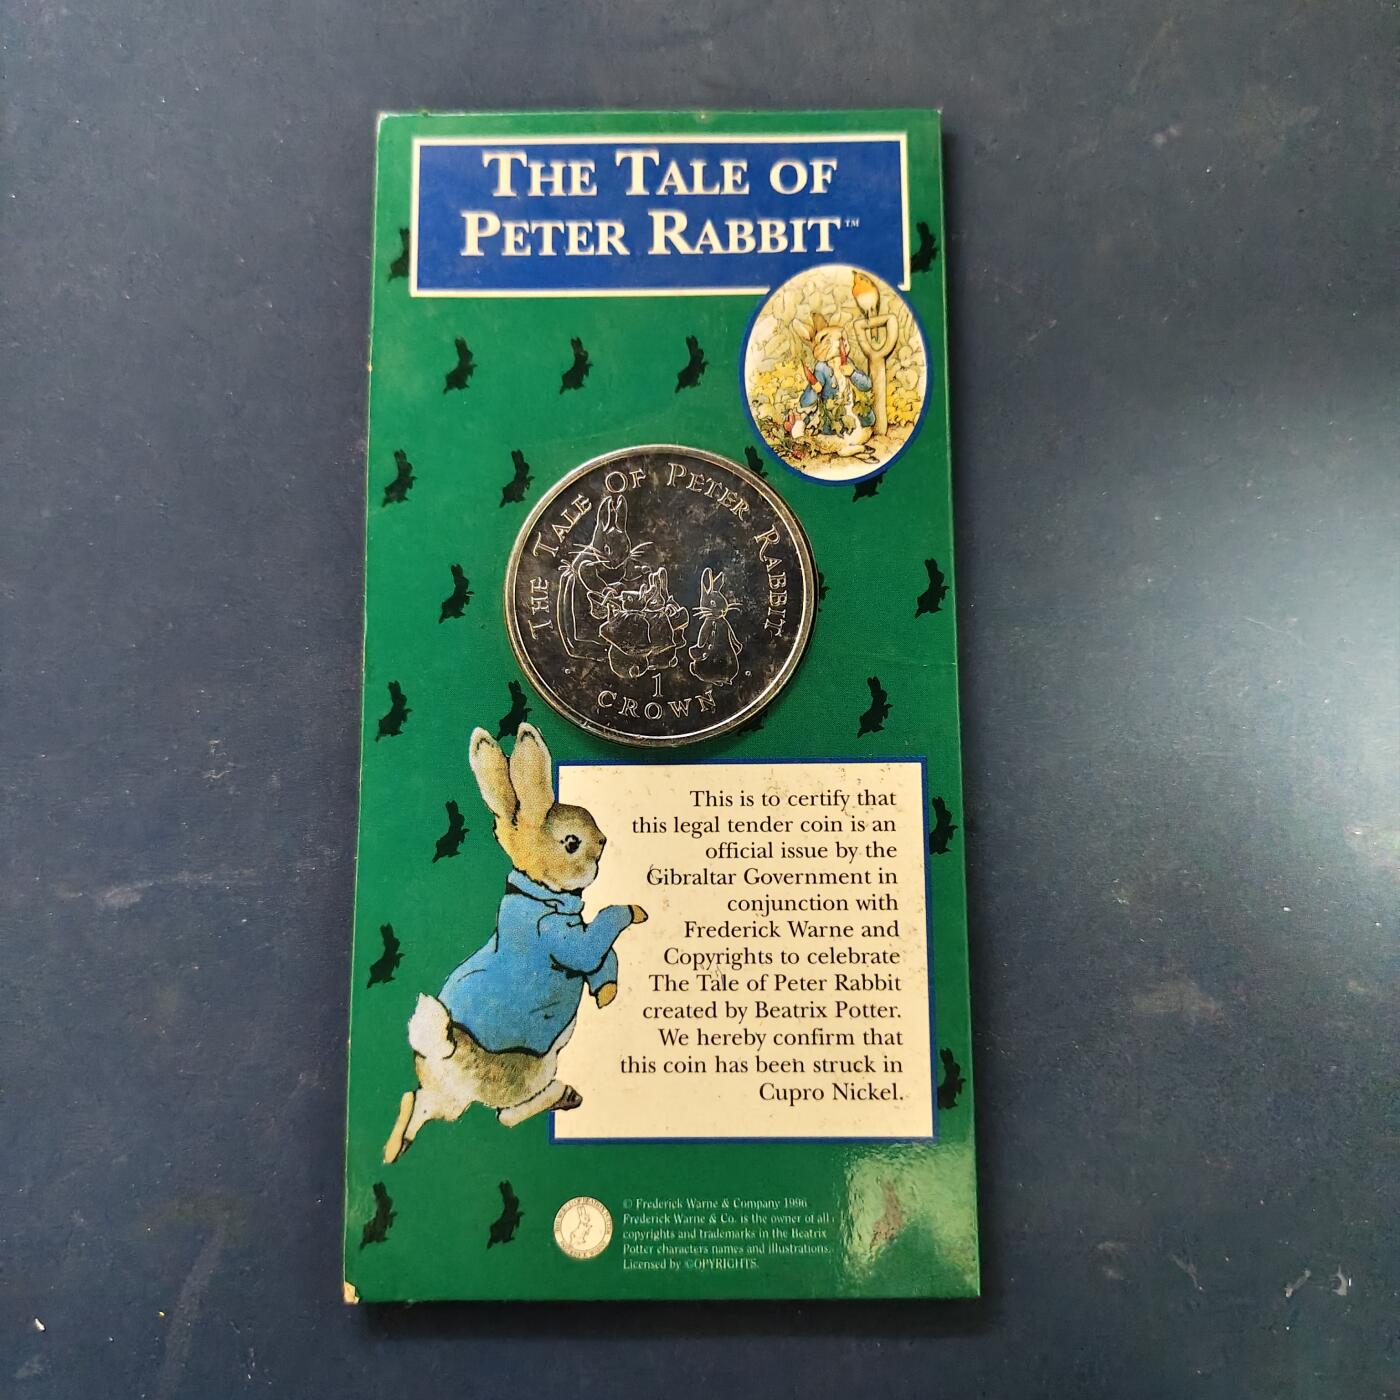 THE TALE OF
PETER RABBIT™
THE TALE OF PETER RABBIT
1
CROWN
This is to certify that
this legal tender coin is an
official issue by the
Gibraltar Government in
conjunction with
Frederick Warne and
Copyrights to celebrate
The Tale of Peter Rabbit
created by Beatrix Potter.
We hereby confirm that
this coin has been struck in
Cupro Nickel.
© Frederick Warne & Company 1996
Frederick Warne & Co. is the owner of all
copyrights and trademarks in the Beatrix
Potter characters names and illustrations.
Licensed by ©OPYRIGHTS.